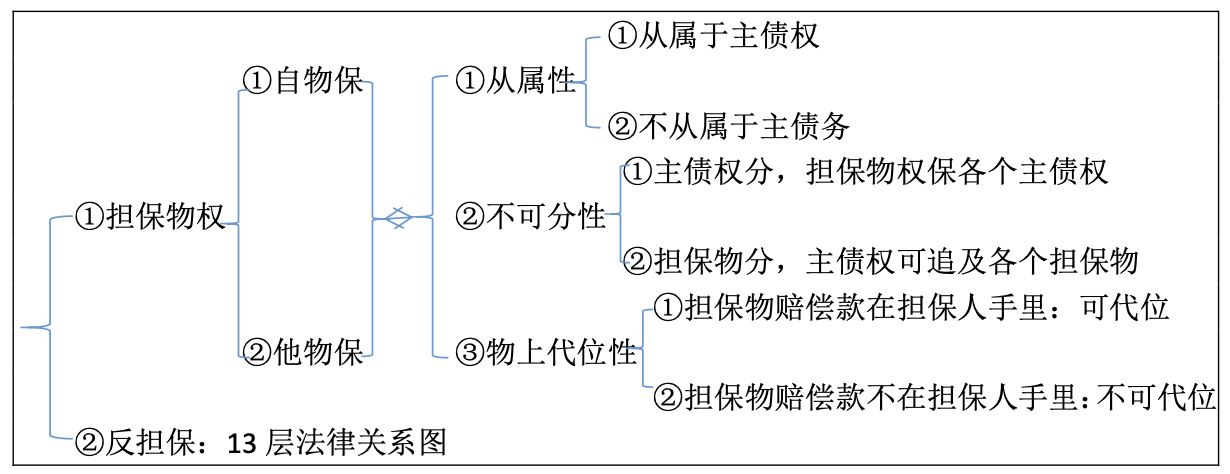 ①从属于主债权
①自物保
①从属性
②不从属于主债务
①主债权分，担保物权保各个主债权
①担保物权
②不可分性
②担保物分，主债权可追及各个担保物
①担保物赔偿款在担保人手里：可代位
②他物保
③物上代位性
②担保物赔偿款不在担保人手里：不可代位
②反担保：13 层法律关系图